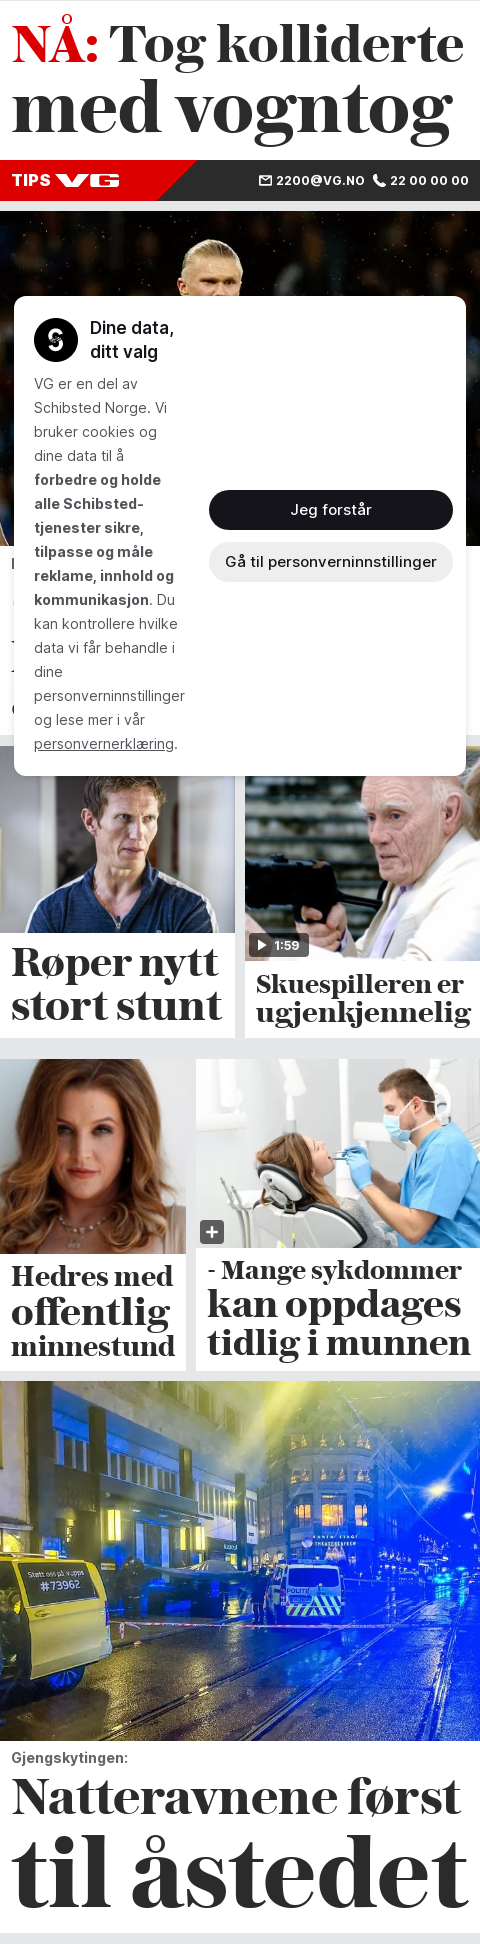 NÅ: Tog kolliderte
med vogntog
TIPS VG
2200@VG.NO 22 00 00 00
Dine data,
ditt valg
VG er en del av
Schibsted Norge. Vi
bruker cookies og
dine data til å
forbedre og holde
alle Schibsted-
tjenester sikre,
tilpasse og måle
reklame, innhold og
kommunikasjon. Du
kan kontrollere hvilke
data vi får behandle i
dine
personverninnstillinger
og lese mer i vår
personvernerklæring.
Jeg forstår
Gå til personverninnstillinger
Røper nytt
stort stunt
1:59
Skuespilleren er
ugjenkjennelig
Hedres med
offentlig
minnestund
- Mange sykdommer
kan oppdages
tidlig i munnen
#73962
POLITI
Gjengskytingen:
Natteravnene først
til åstedet